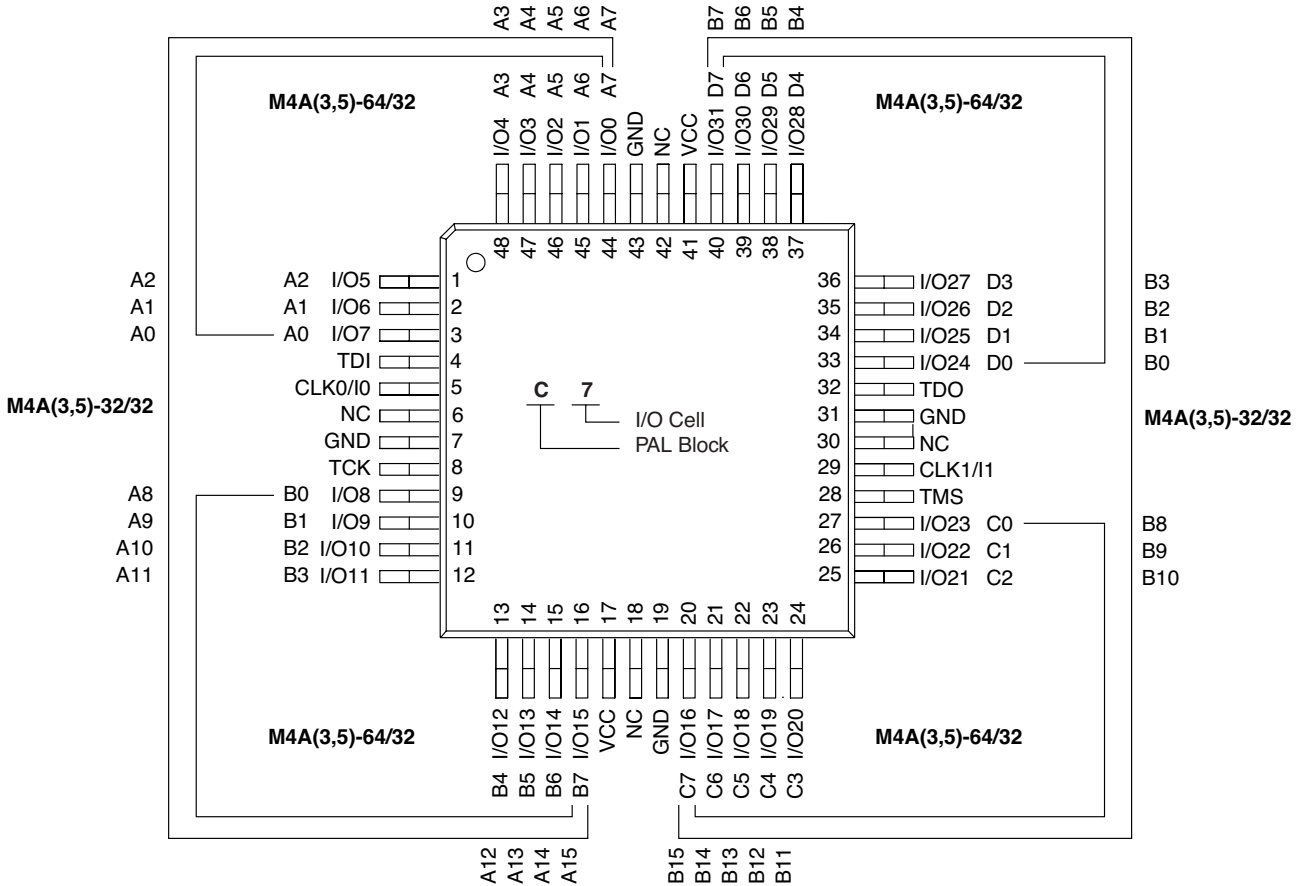 A3 A4 A5 A6 A7 B7 B6 B5 B4
M4A(3,5)-64/32 M4A(3,5)-64/32
A3 A4 A5 A6 A7 D7 D6 D5 D4
I/O4 I/O3 I/O2 I/O1 I/O0 GND NC VCC I/O31 I/O30 I/O29 I/O28
48 47 46 45 44 43 42 41 40 39 38 37
A2 A2 I/O5 1 36 I/O27 D3 B3
A1 A1 I/O6 2 35 I/O26 D2 B2
A0 A0 I/O7 3 34 I/O25 D1 B1
TDI 4 33 I/O24 D0 B0
CLK0/I0 5 32 TDO
M4A(3,5)-32/32 M4A(3,5)-32/32
NC 6 31 GND
GND 7 30 NC
TCK 8 29 CLK1/I1
C 7
I/O Cell
PAL Block
A8 B0 I/O8 9 28 TMS
A9 B1 I/O9 10 27 I/O23 C0 B8
A10 B2 I/O10 11 26 I/O22 C1 B9
A11 B3 I/O11 12 25 I/O21 C2 B10
13 14 15 16 17 18 19 20 21 22 23 24
I/O12 I/O13 I/O14 I/O15 VCC NC GND I/O16 I/O17 I/O18 I/O19 I/O20
M4A(3,5)-64/32 M4A(3,5)-64/32
B4 B5 B6 B7 C7 C6 C5 C4 C3
A12 A13 A14 A15 B15 B14 B13 B12 B11